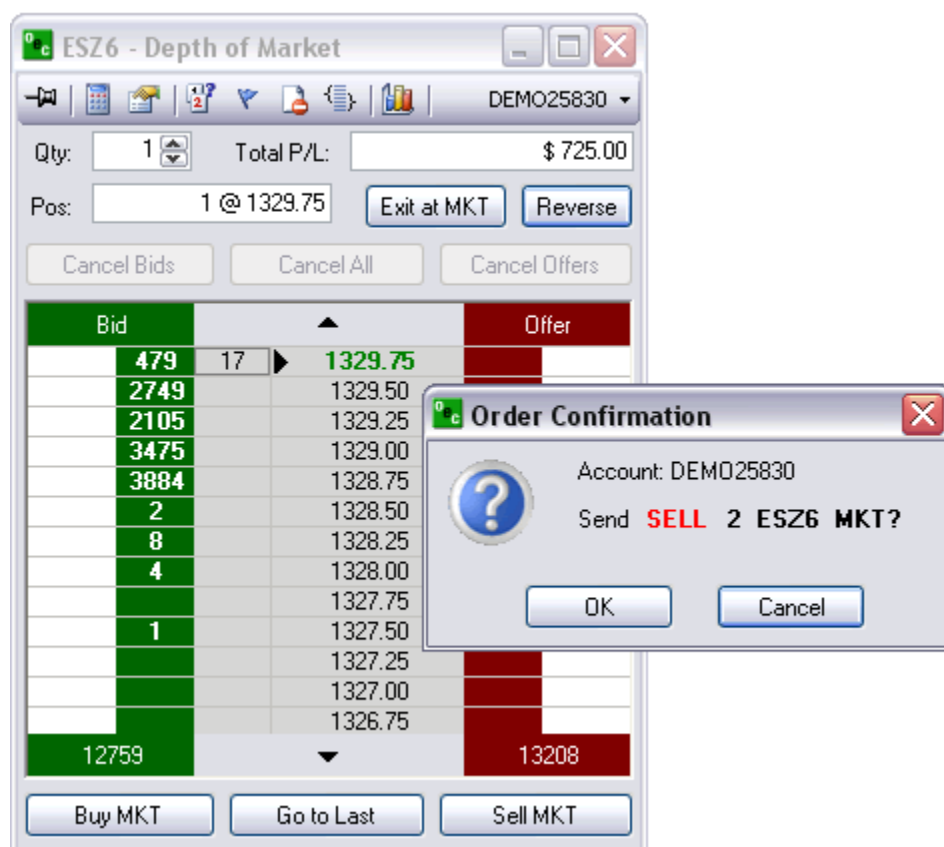 ESZ6 - Depth of Market
DEMO25830
Qty: 1 Total P/L: $ 725.00
Pos: 1 @ 1329.75 Exit at MKT Reverse
Cancel Bids Cancel All Cancel Offers
Bid Offer
479 17 1329.75
2749 1329.50
2105 1329.25
3475 1329.00
3884 1328.75
2 1328.50
8 1328.25
4 1328.00
1327.75
1 1327.50
1327.25
1327.00
1326.75
12759 13208
Buy MKT Go to Last Sell MKT
Order Confirmation
Account: DEMO25830
Send SELL 2 ESZ6 MKT?
OK Cancel